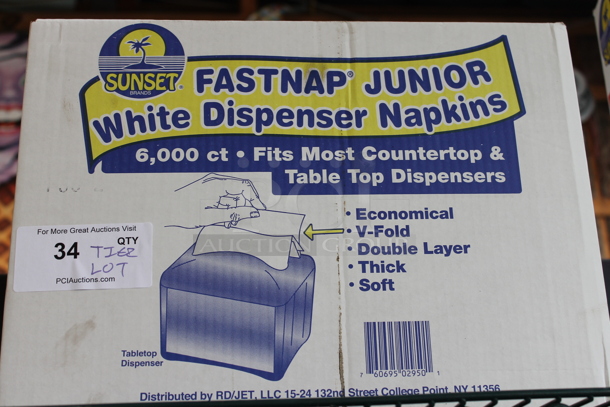 SUNSET®
BRANDS
FASTNAP® JUNIOR
White Dispenser Napkins
6,000 ct • Fits Most Countertop &
Table Top Dispensers
For More Great Auctions Visit
34 QTY TIER
LOT
PCIAuctions.com
AUCTION GROUP
• Economical
• V-Fold
• Double Layer
• Thick
• Soft
Tabletop
Dispenser
7 60695 02950 1
Distributed by RD/JET, LLC 15-24 132nd Street College Point, NY 11356